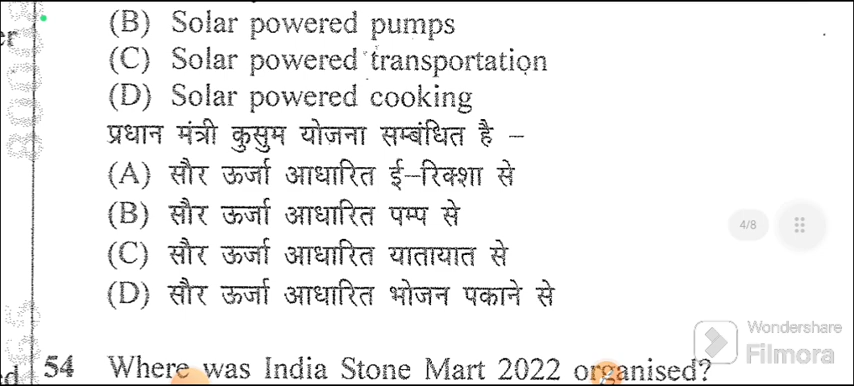 (B) Solar powered pumps
(C) Solar powered transportation
(D) Solar powered cooking
प्रधान मंत्री कुसुम योजना सम्बंधित है –
(A) सौर ऊर्जा आधारित ई–रिक्शा से
(B) सौर ऊर्जा आधारित पम्प से
(C) सौर ऊर्जा आधारित यातायात से
(D) सौर ऊर्जा आधारित भोजन पकाने से
4/8
54 Where was India Stone Mart 2022 organised?
Wondershare
Filmora